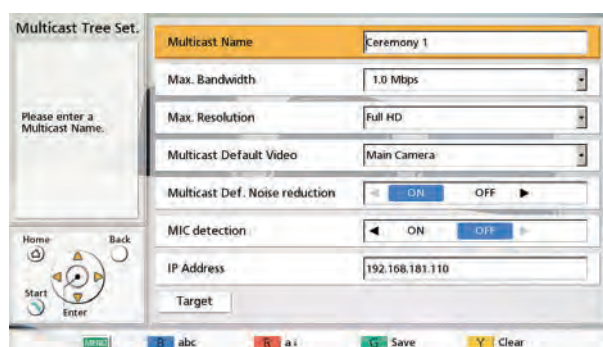 Multicast Tree Set.
Please enter a
Multicast Name.
Home
Back
Start
Enter
Multicast Name
Ceremony 1
Max. Bandwidth
1.0 Mbps
Max. Resolution
Full HD
Multicast Default Video
Main Camera
Multicast Def. Noise reduction
ON
OFF
MIC detection
ON
OFF
IP Address
192.168.181.110
Target
MENU
B abc
R
G Save
Y Clear